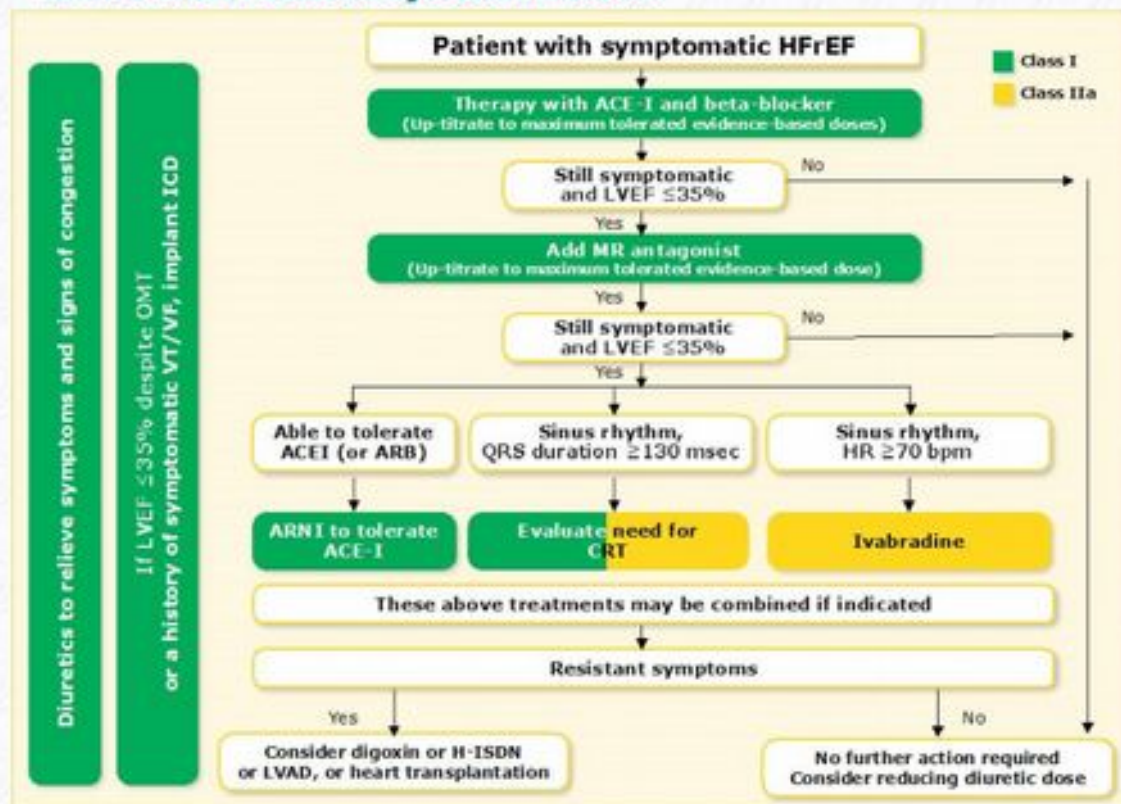 Patient with symptomatic HFrEF
Class I
Class IIa
Therapy with ACE-I and beta-blocker
(Up-titrate to maximum tolerated evidence-based doses)
No
Still symptomatic
and LVEF ≤35%
Yes
Add MR antagonist
(Up-titrate to maximum tolerated evidence-based dose)
Yes
No
Still symptomatic
and LVEF ≤35%
Yes
Able to tolerate
ACEI (or ARB)
Sinus rhythm,
QRS duration ≥130 msec
Sinus rhythm,
HR ≥70 bpm
ARNI to tolerate
ACE-I
Evaluate need for
CRT
Ivabradine
These above treatments may be combined if indicated
Resistant symptoms
Yes
No
Consider digoxin or H-ISDN
or LVAD, or heart transplantation
No further action required
Consider reducing diuretic dose
Diuretics to relieve symptoms and signs of congestion
If LVEF ≤35% despite OMT
or a history of symptomatic VT/VF, implant ICD